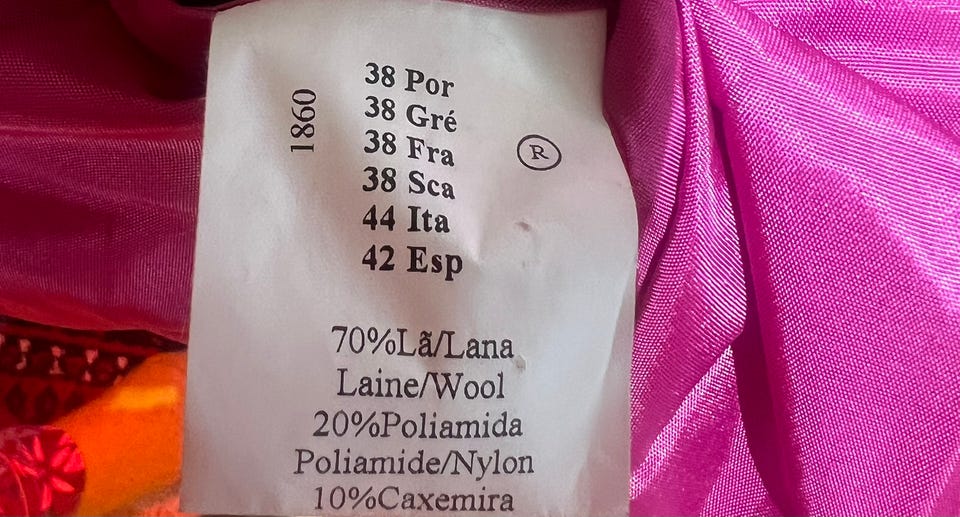 1860
38 Por
38 Gré
38 Fra
38 Sca
44 Ita
42 Esp
R
70%Lã/Lana
Laine/Wool
20%Poliamida
Poliamide/Nylon
10%Caxemira